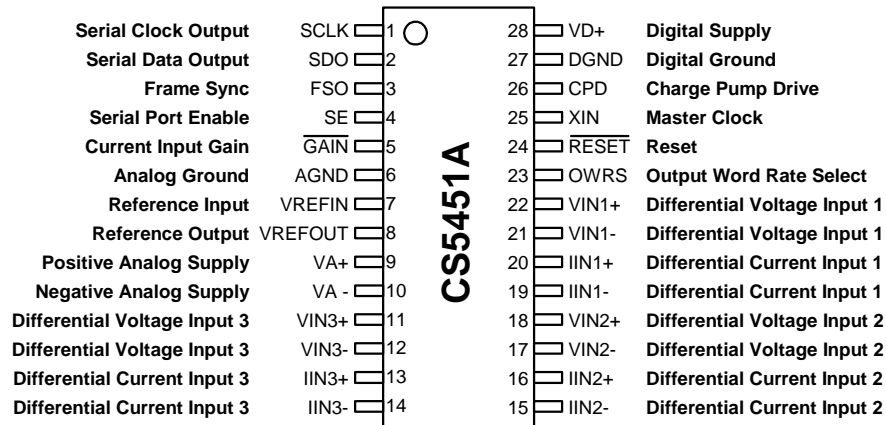 Serial Clock Output SCLK 1 28 VD+ Digital Supply
Serial Data Output SDO 2 27 DGND Digital Ground
Frame Sync FSO 3 26 CPD Charge Pump Drive
Serial Port Enable SE 4 25 XIN Master Clock
Current Input Gain GAIN 5 24 RESET Reset
Analog Ground AGND 6 23 OWRS Output Word Rate Select
Reference Input VREFIN 7 22 VIN1+ Differential Voltage Input 1
Reference Output VREFOUT 8 21 VIN1- Differential Voltage Input 1
Positive Analog Supply VA+ 9 20 IIN1+ Differential Current Input 1
Negative Analog Supply VA - 10 19 IIN1- Differential Current Input 1
Differential Voltage Input 3 VIN3+ 11 18 VIN2+ Differential Voltage Input 2
Differential Voltage Input 3 VIN3- 12 17 VIN2- Differential Voltage Input 2
Differential Current Input 3 IIN3+ 13 16 IIN2+ Differential Current Input 2
Differential Current Input 3 IIN3- 14 15 IIN2- Differential Current Input 2
CS5451A